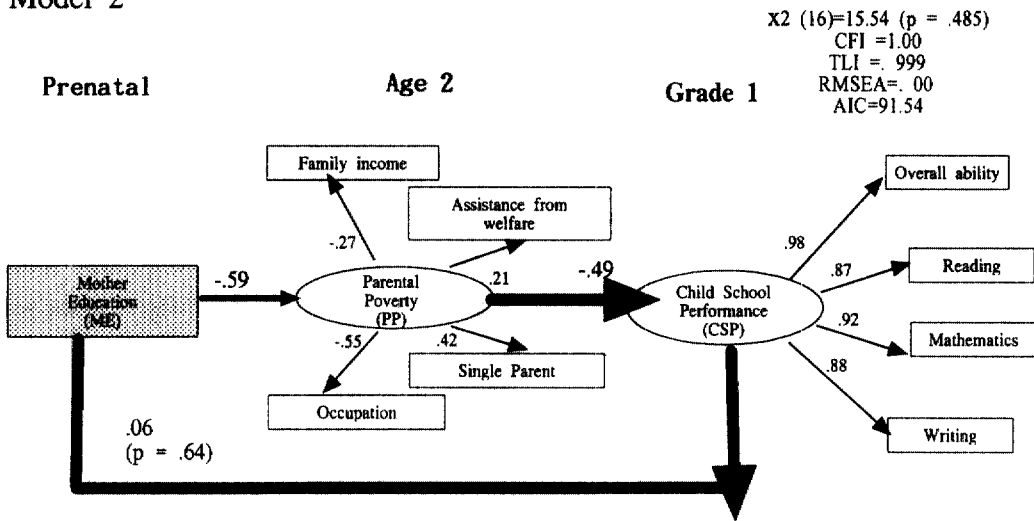 Model 2
x2 (16)=15.54 (p = .485)
CFI =1.00
TLI =. 999
RMSEA=. 00
AIC=91.54
Prenatal
Age 2
Grade 1
Family income
Assistance from
welfare
Overall ability
-.27
.98
Mother
Education
(ME)
-.59
Parental
Poverty
(PP)
.21
-.49
Child School
Performance
(CSP)
.87
Reading
.92
Mathematics
-.55
.42
Single Parent
.88
Occupation
Writing
.06
(p = .64)